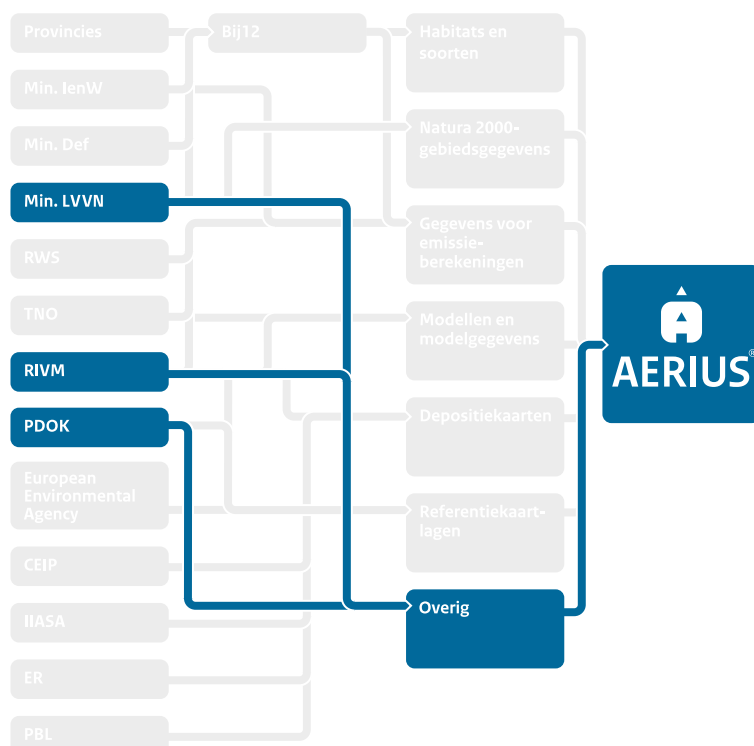 Provincies
Min. IenW
Min. Def
Min. LVVN
RWS
TNO
RIVM
PDOK
European
Environmental
Agency
CEIP
IIASA
ER
PBL
Bij12
Habitats en
soorten
Natura 2000-
gebiedsgegevens
Gegevens voor
emissie-
berekeningen
Modellen en
modelgegevens
Depositiekaarten
Referentiekaart-
lagen
Overig
AERIUS®